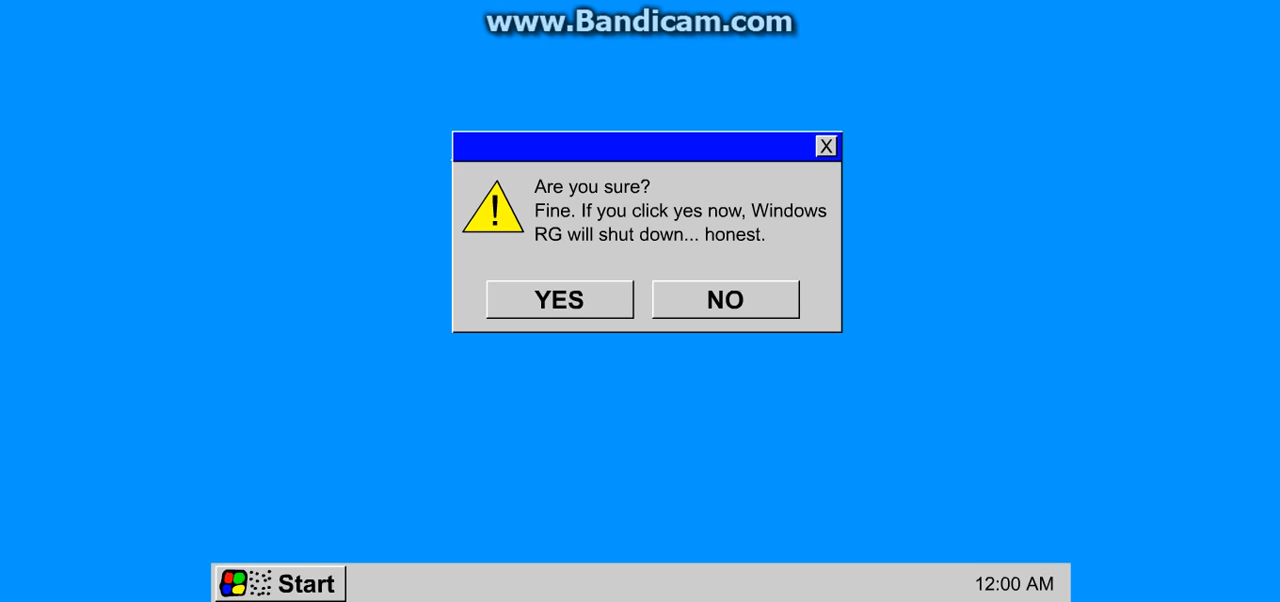 www.Bandicam.com
X
Are you sure?
Fine. If you click yes now, Windows
RG will shut down... honest.
YES NO
Start 12:00 AM